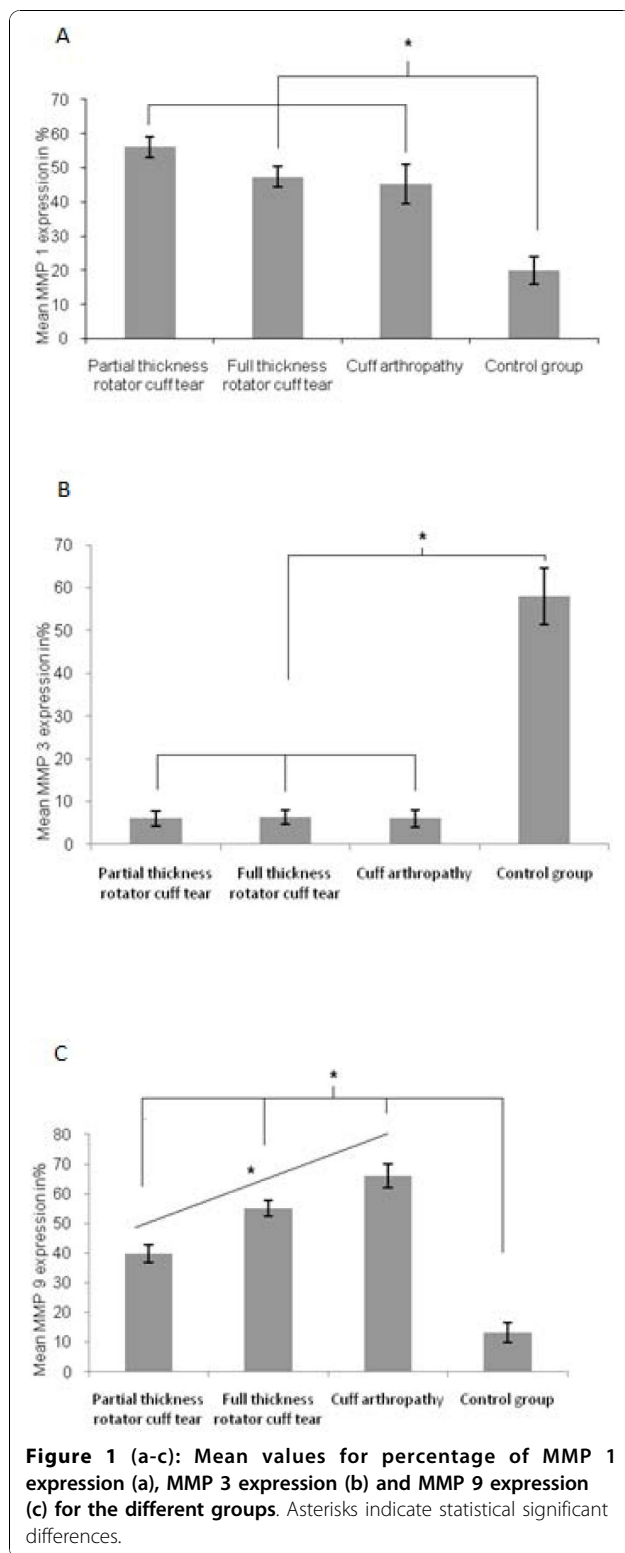 A
*
70
60
50
40
30
20
10
0
Mean MMP 1 expression in %
Partial thickness rotator cuff tear
Full thickness rotator cuff tear
Cuff arthropathy
Control group
B
*
70
60
50
40
30
20
10
0
Mean MMP 3 expression in%
Partial thickness rotator cuff tear
Full thickness rotator cuff tear
Cuff arthropathy
Control group
C
*
*
80
70
60
50
40
30
20
10
0
Mean MMP 9 expression in%
Partial thickness rotator cuff tear
Full thickness rotator cuff tear
Cuff arthropathy
Control group
Figure 1 (a-c): Mean values for percentage of MMP 1
expression (a), MMP 3 expression (b) and MMP 9 expression
(c) for the different groups. Asterisks indicate statistical significant
differences.